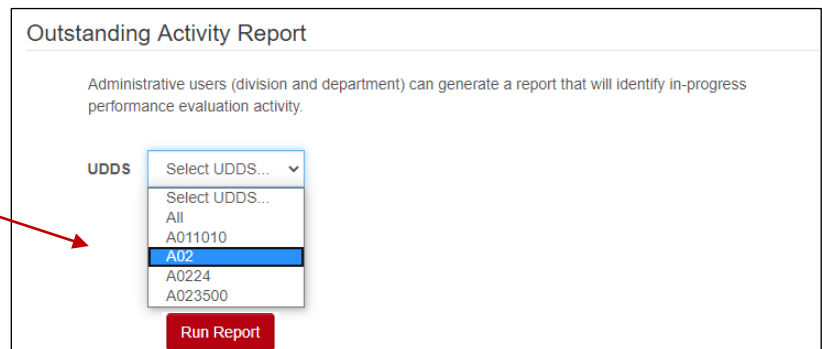 Outstanding Activity Report
Administrative users (division and department) can generate a report that will identify in-progress
performance evaluation activity.
UDDS Select UDDS...
Select UDDS...
All
A011010
A02
A0224
A023500
Run Report